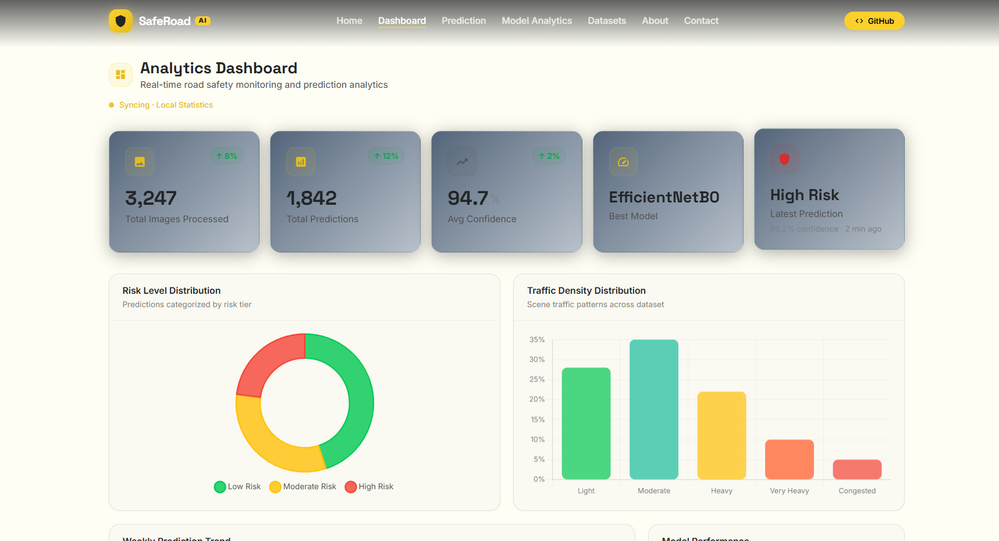 SafeRoad AI
Home Dashboard Prediction Model Analytics Datasets About Contact
GitHub
Analytics Dashboard
Real-time road safety monitoring and prediction analytics
Syncing · Local Statistics
↑ 8%
3,247
Total Images Processed
↑ 12%
1,842
Total Predictions
↑ 2%
94.7 %
Avg Confidence
EfficientNetB0
Best Model
High Risk
Latest Prediction
96.2% confidence · 2 min ago
Risk Level Distribution
Predictions categorized by risk tier
Low Risk Moderate Risk High Risk
Traffic Density Distribution
Scene traffic patterns across dataset
35%
30%
25%
20%
15%
10%
5%
0%
Light Moderate Heavy Very Heavy Congested
Weekly Prediction Trend
Model Performance